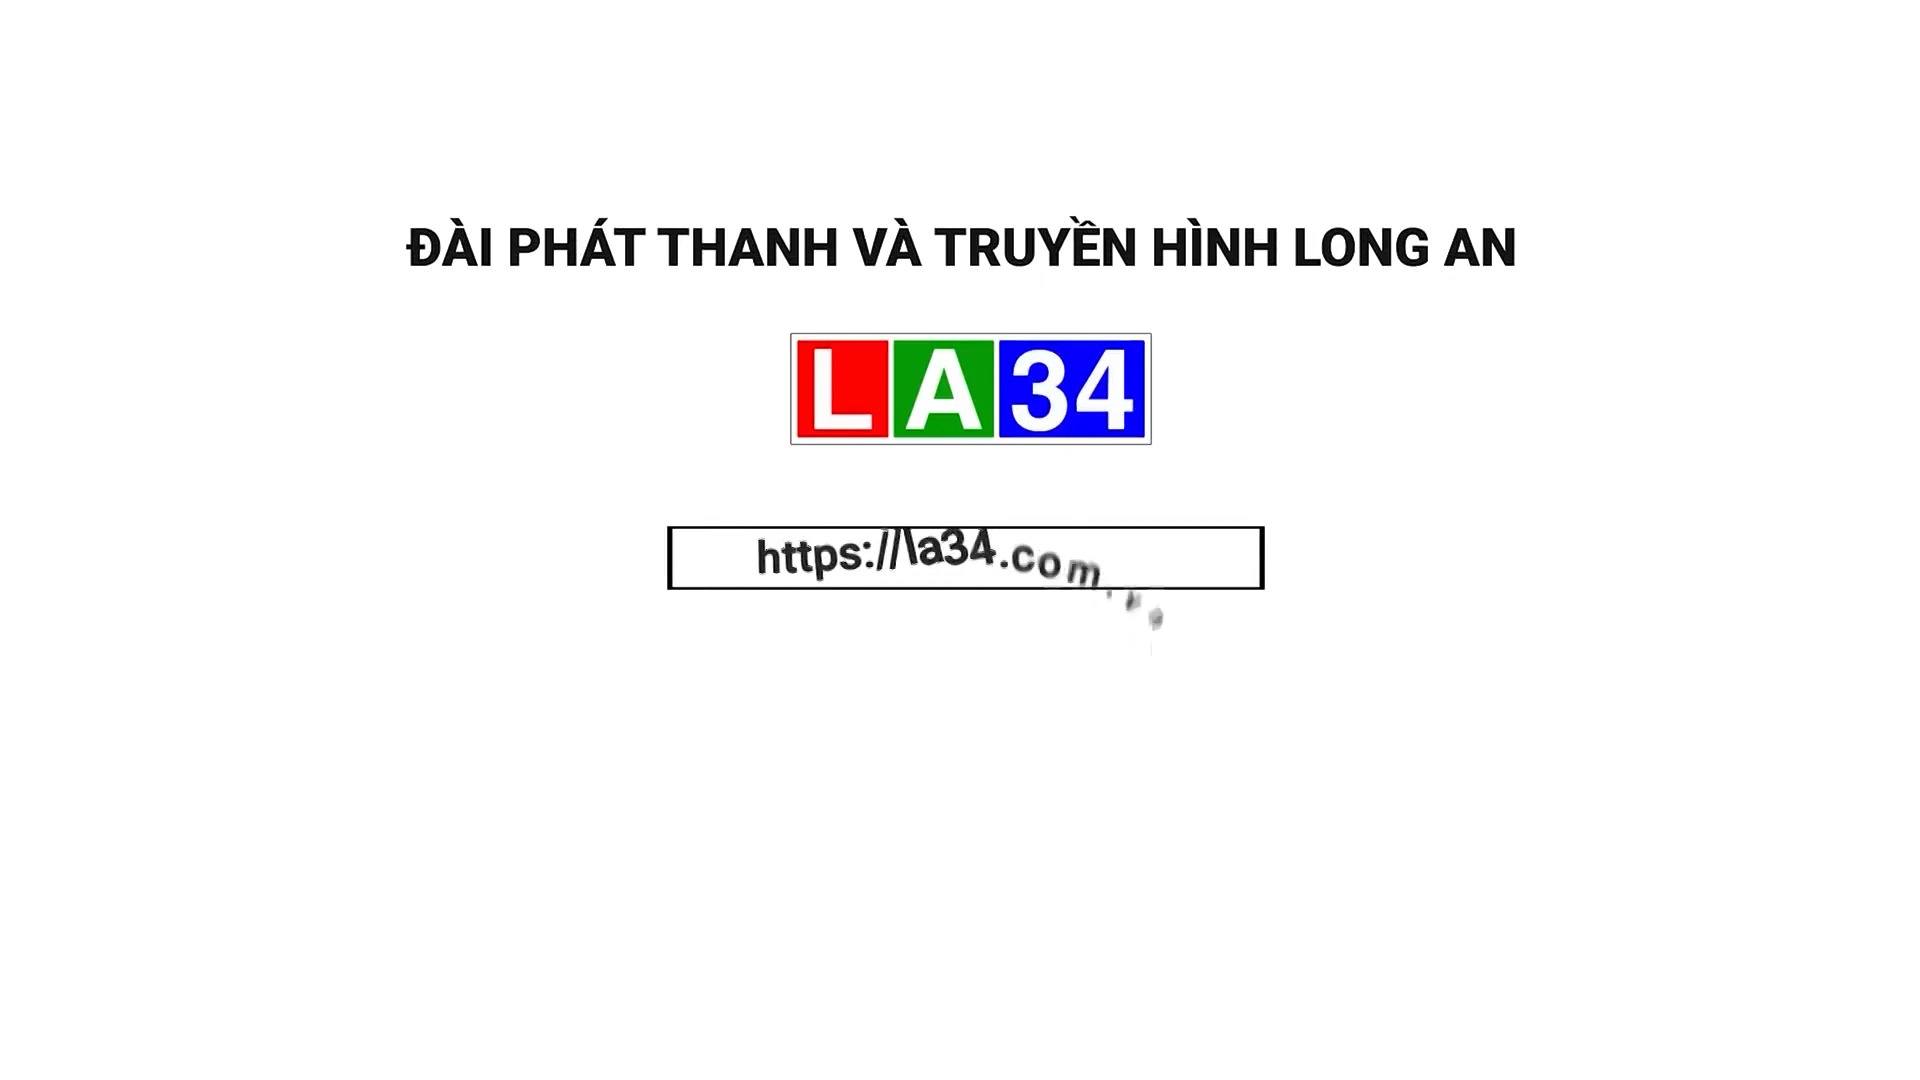 ĐÀI PHÁT THANH VÀ TRUYỀN HÌNH LONG AN
LA34
https://la34.com.